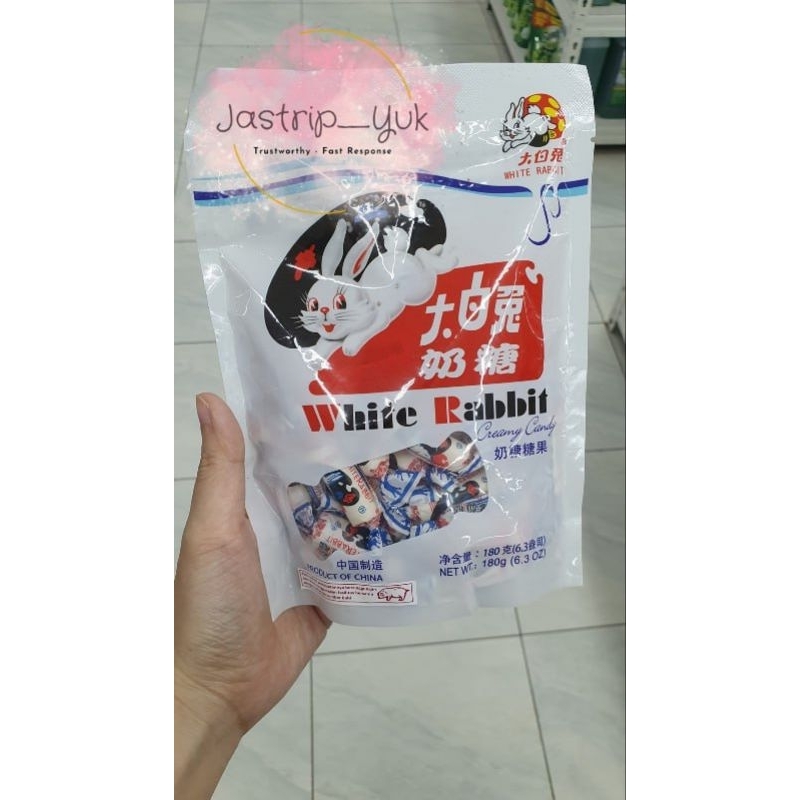 Jastrip_Yuk
Trustworthy - Fast Response
大白兔
WHITE RABBIT
大白兔
奶糖
White Rabbit
Creamy Candy
奶糖糖果
中国制造
PRODUCT OF CHINA
净含量：180克(6.3盎司)
NET WT.: 180g (6.3 OZ)